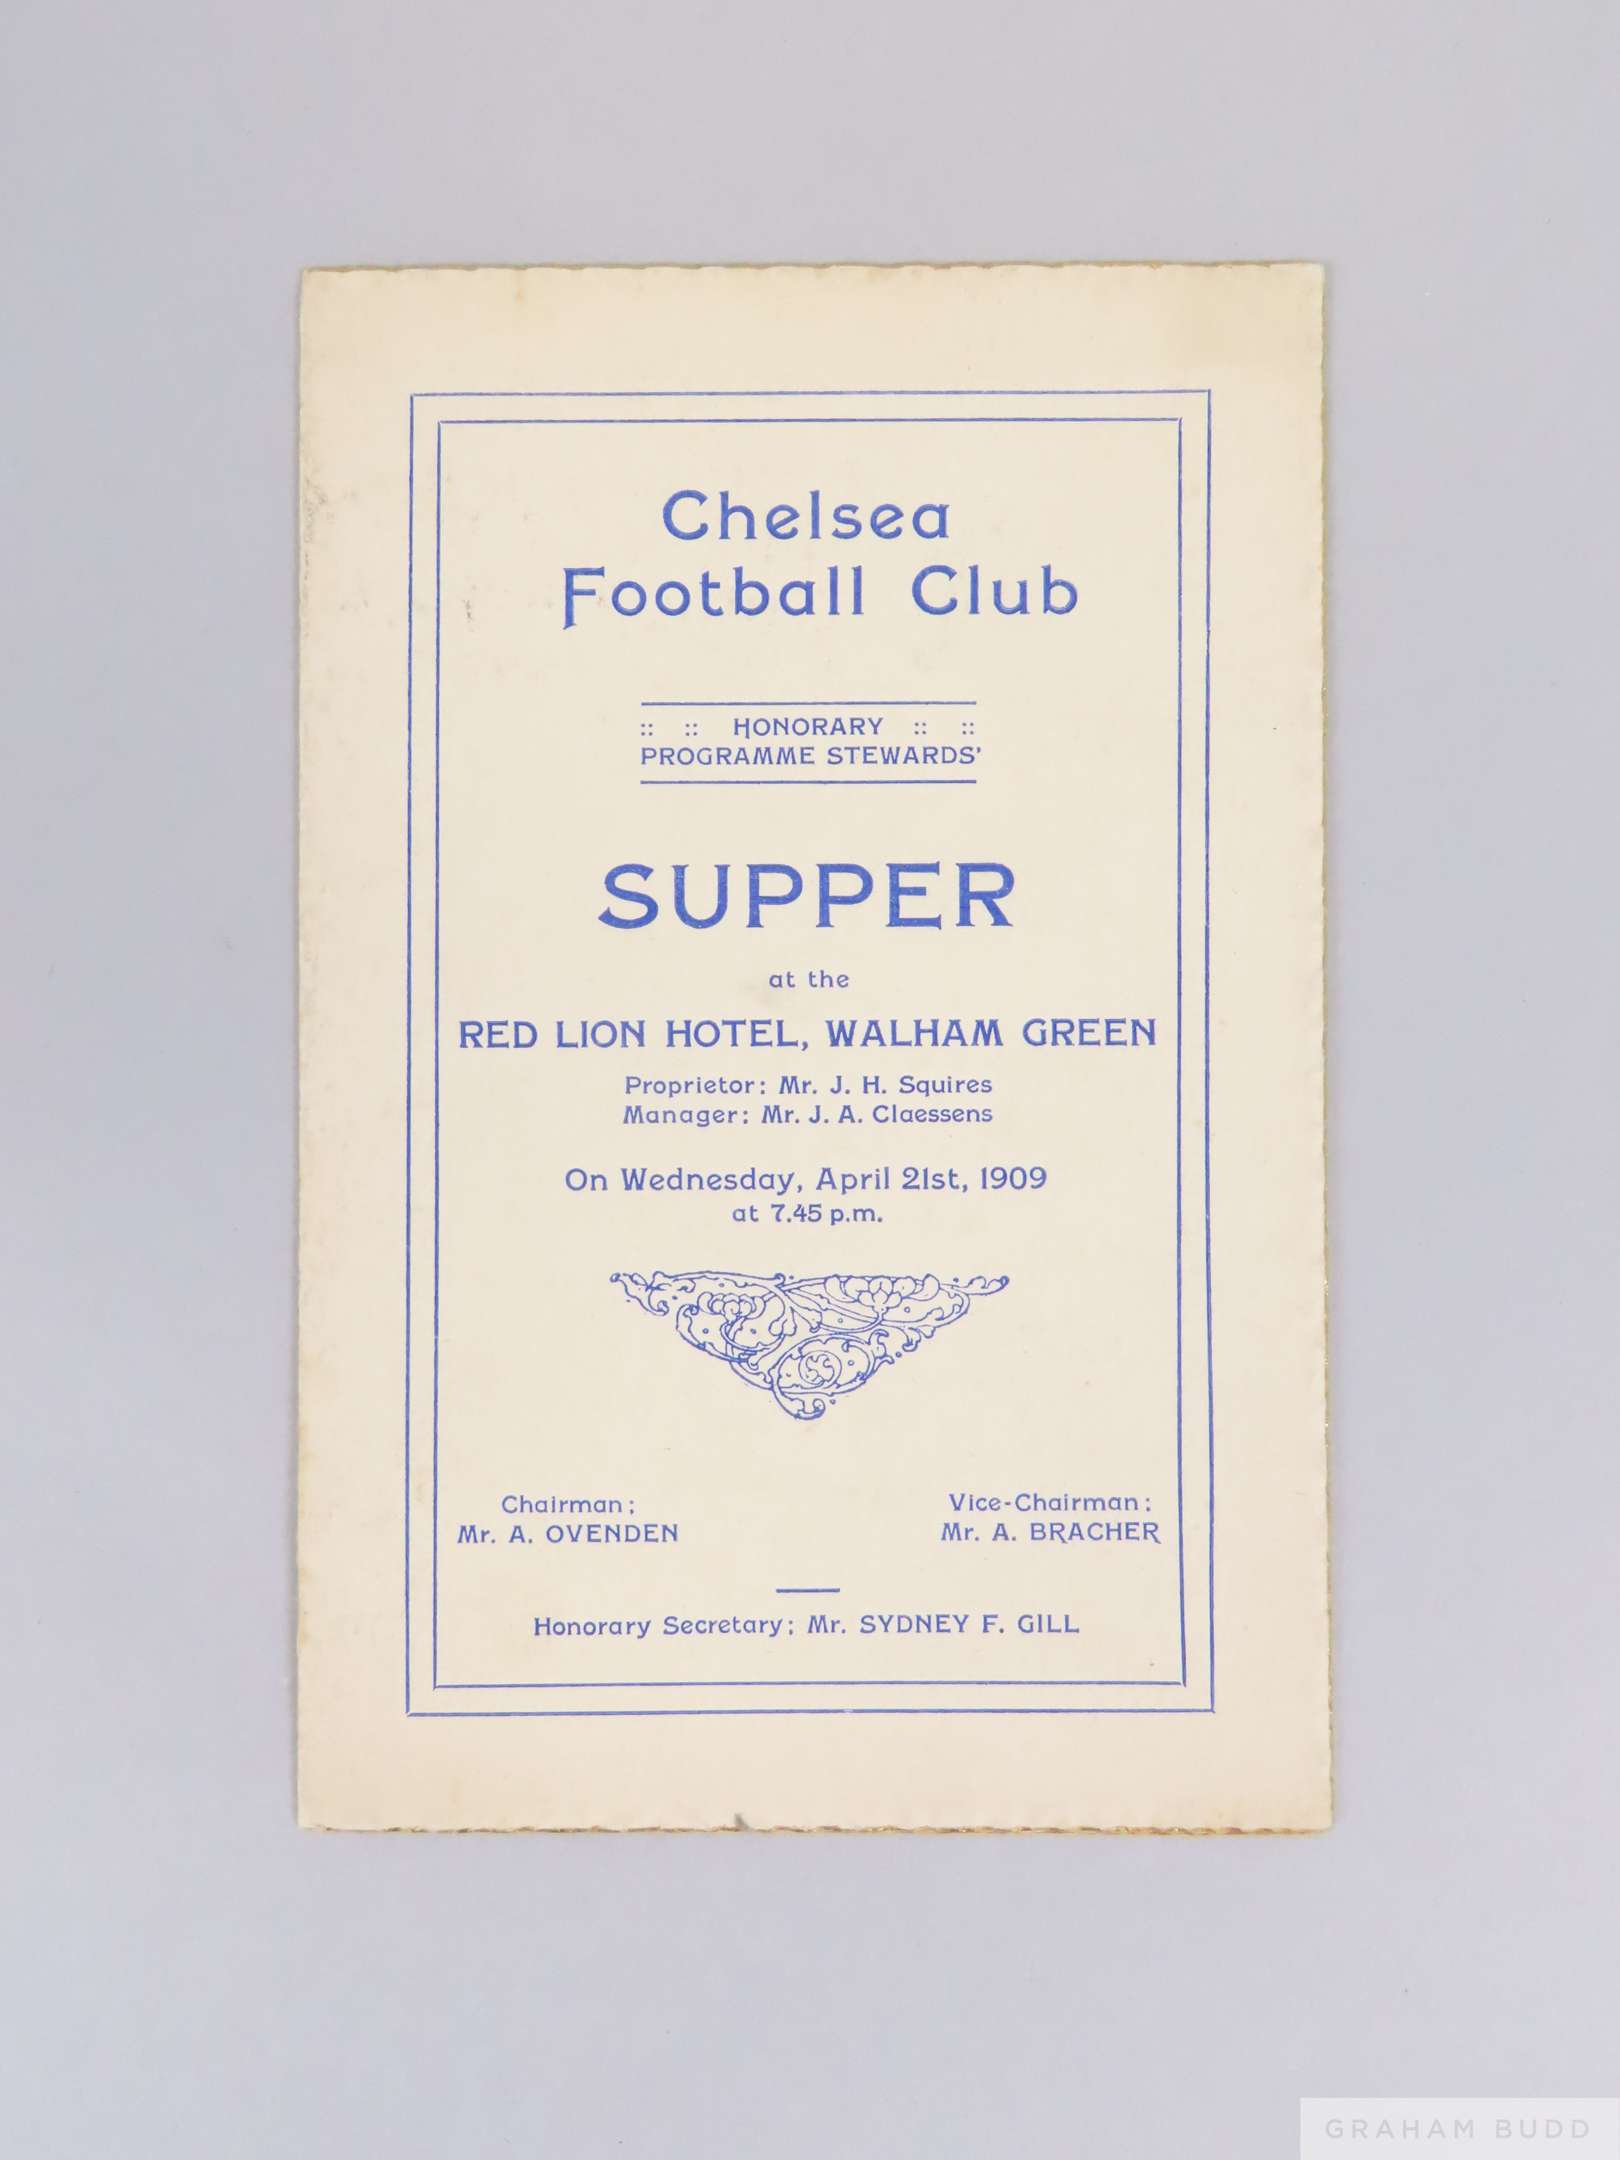 Chelsea
Football Club
:: :: HONORARY :: ::
PROGRAMME STEWARDS'
SUPPER
at the
RED LION HOTEL, WALHAM GREEN
Proprietor: Mr. J. H. Squires
Manager: Mr. J. A. Claessens
On Wednesday, April 21st, 1909
at 7.45 p.m.
Chairman:
Mr. A. OVENDEN
Vice-Chairman:
Mr. A. BRACHER
Honorary Secretary: Mr. SYDNEY F. GILL
GRAHAM BUDD